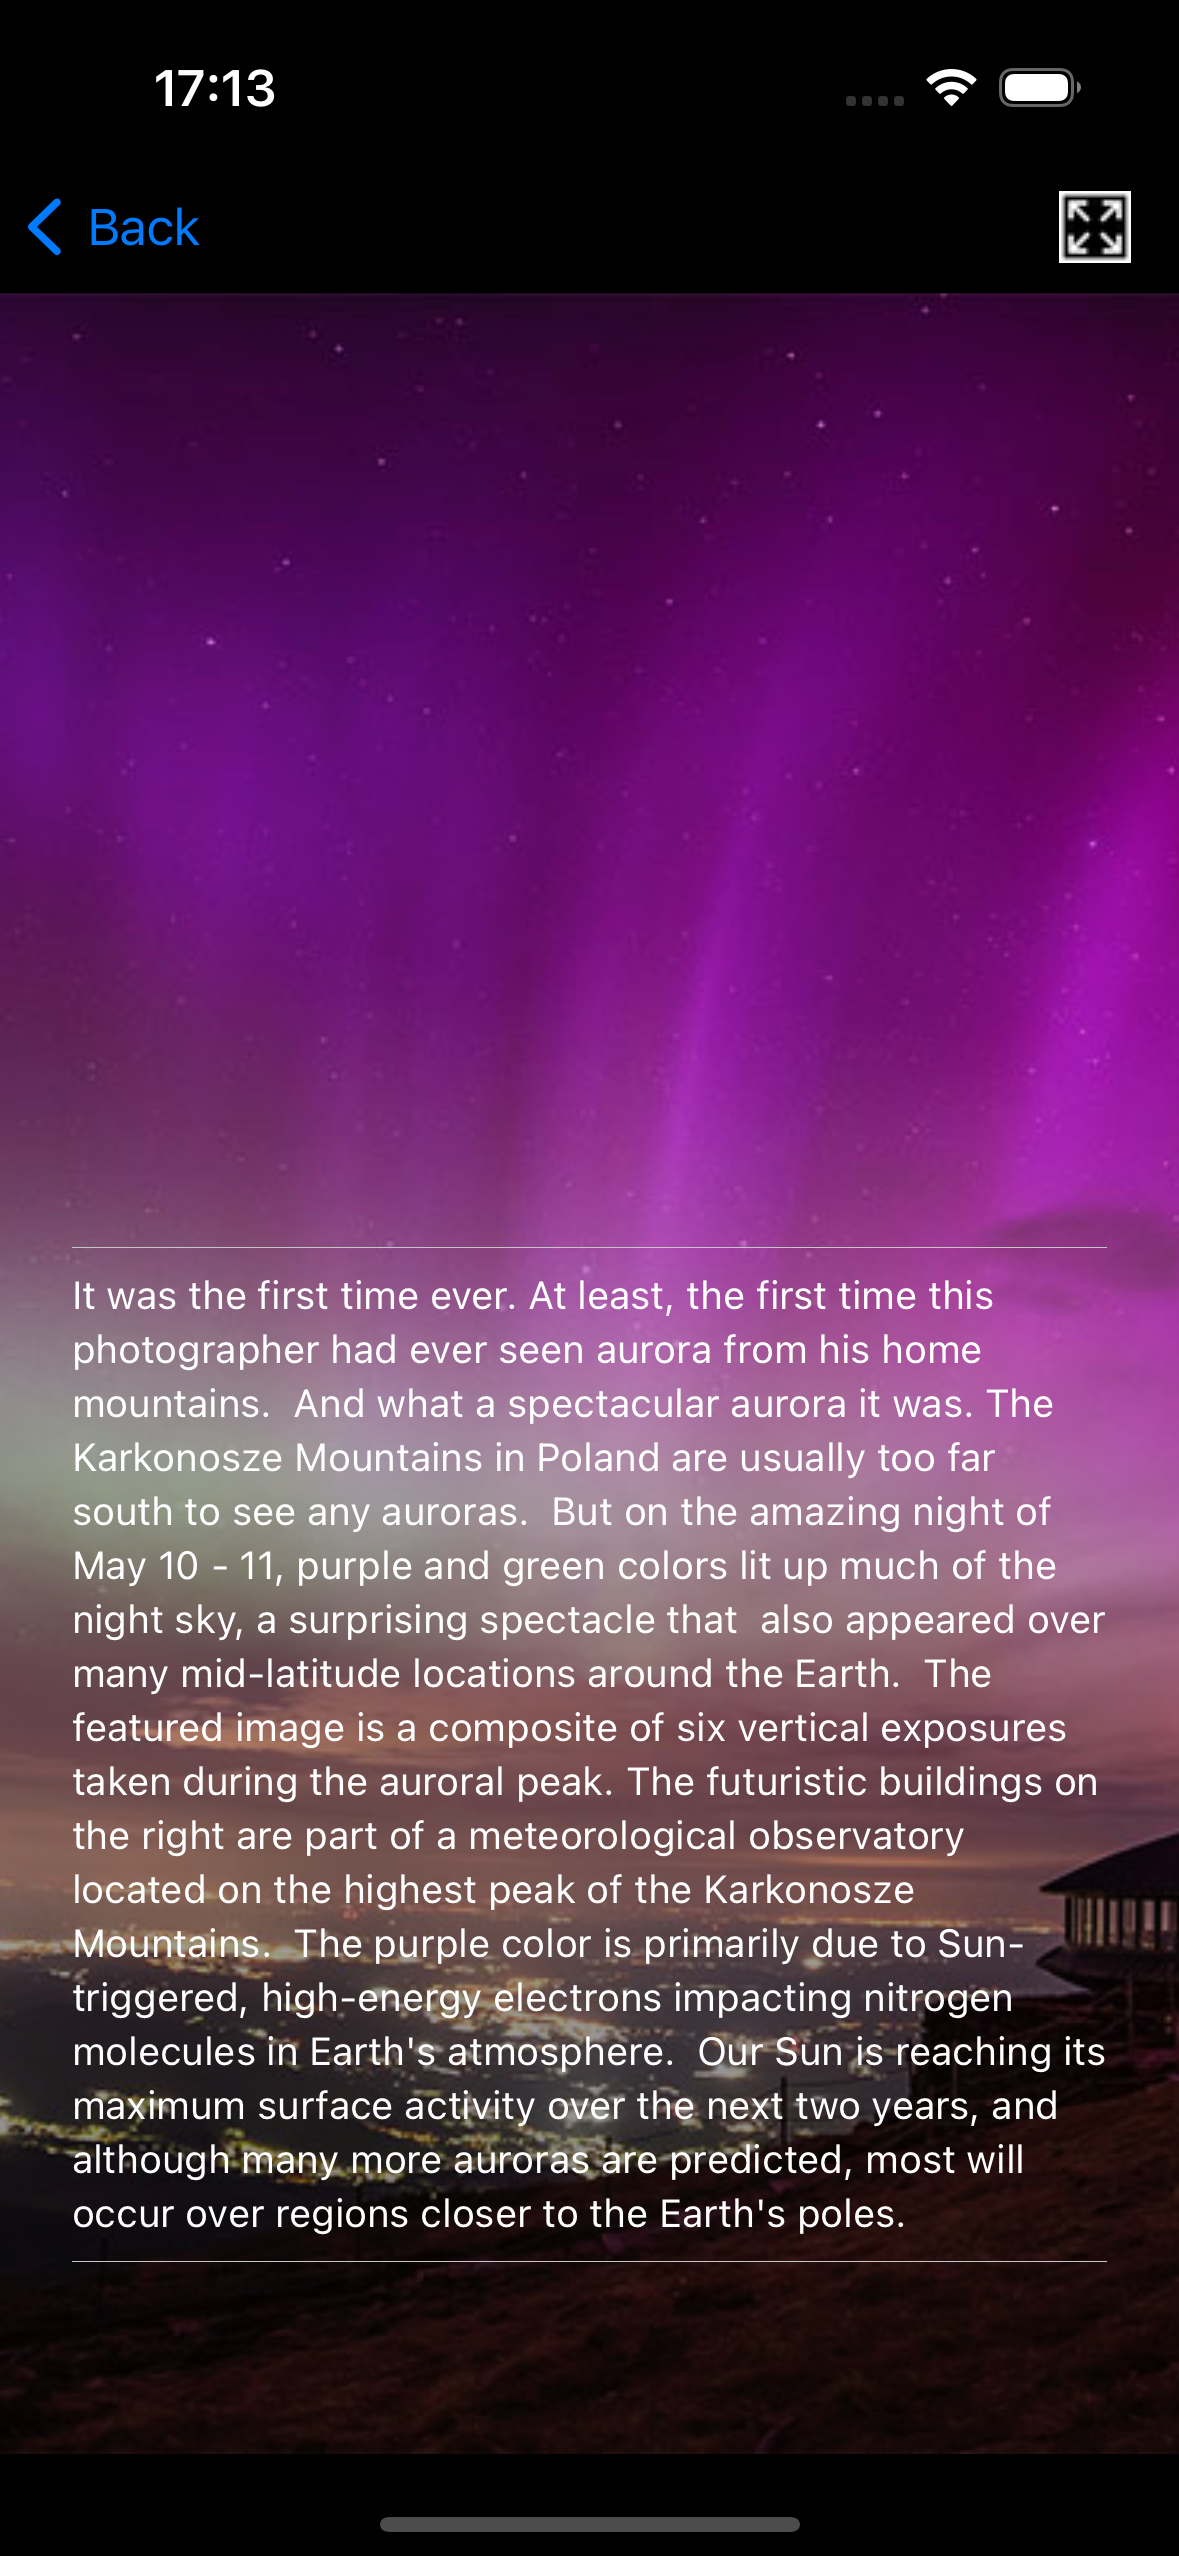 17:13
Back
It was the first time ever. At least, the first time this
photographer had ever seen aurora from his home
mountains.  And what a spectacular aurora it was. The
Karkonosze Mountains in Poland are usually too far
south to see any auroras.  But on the amazing night of
May 10 - 11, purple and green colors lit up much of the
night sky, a surprising spectacle that  also appeared over
many mid-latitude locations around the Earth.  The
featured image is a composite of six vertical exposures
taken during the auroral peak. The futuristic buildings on
the right are part of a meteorological observatory
located on the highest peak of the Karkonosze
Mountains.  The purple color is primarily due to Sun-
triggered, high-energy electrons impacting nitrogen
molecules in Earth's atmosphere.  Our Sun is reaching its
maximum surface activity over the next two years, and
although many more auroras are predicted, most will
occur over regions closer to the Earth's poles.